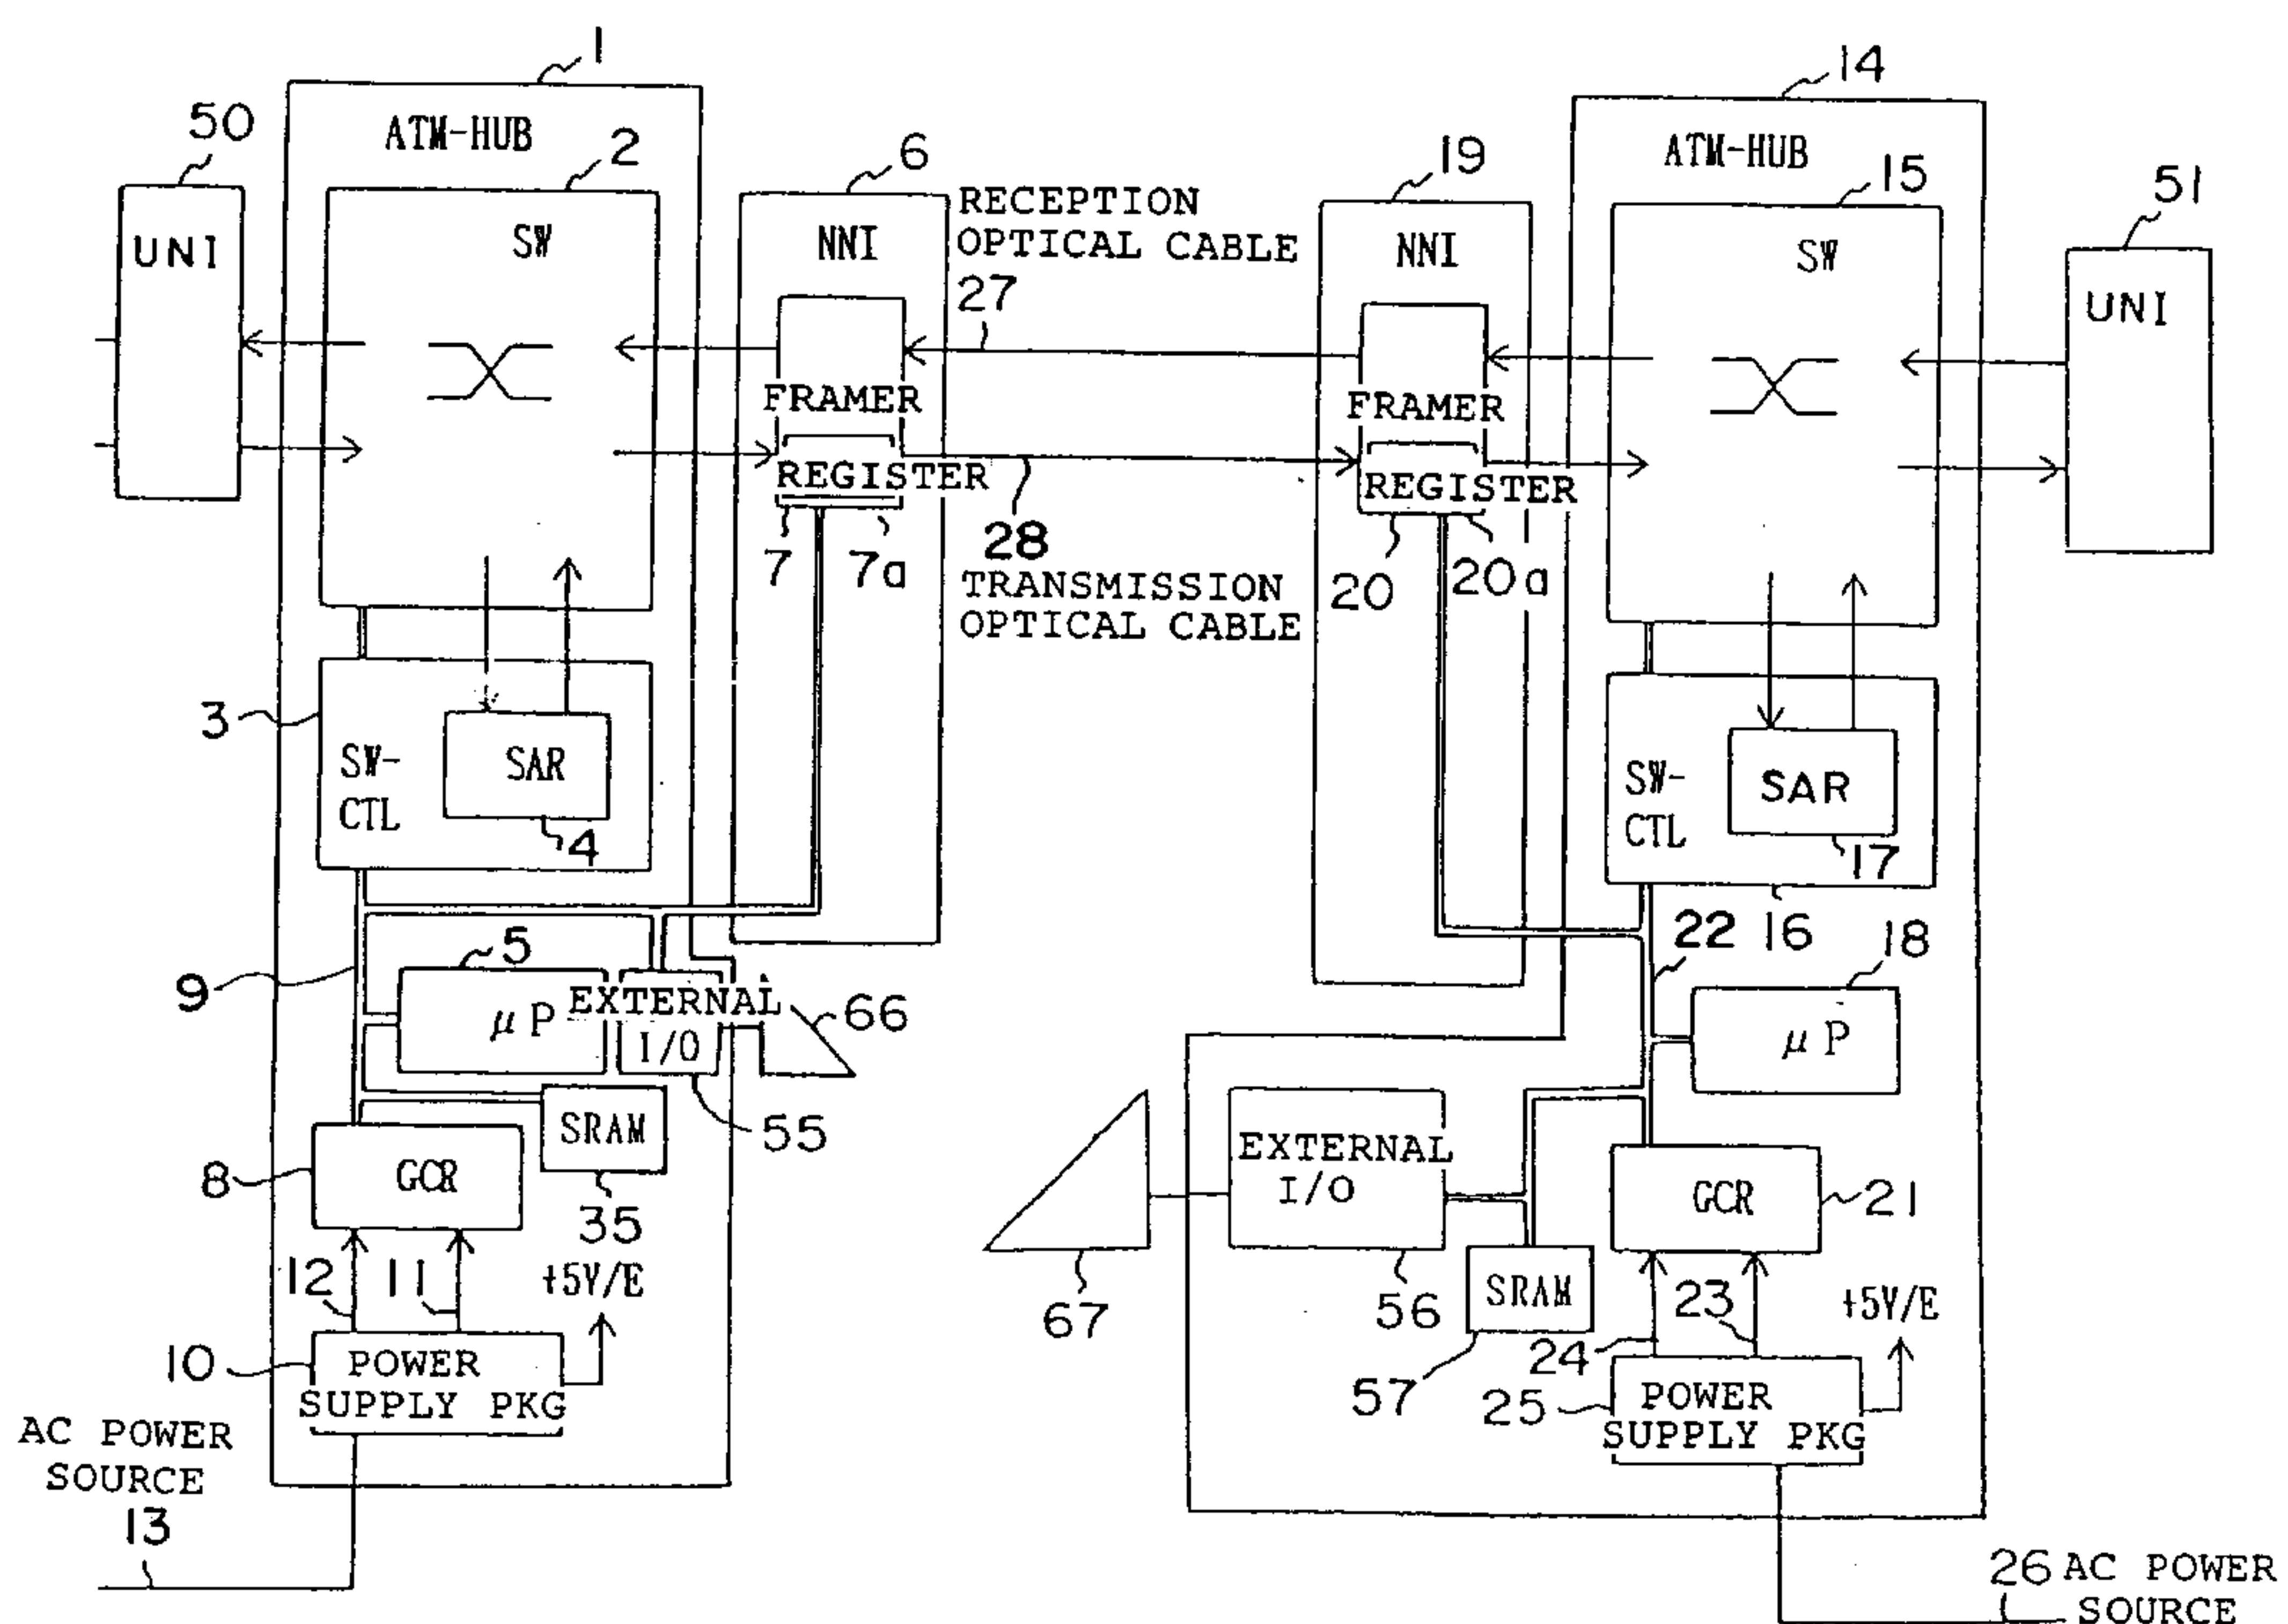 1
ATM-HUB
50
UNI
2
SW
6
NNI
RECEPTION
OPTICAL CABLE
27
FRAMER
REGISTER
7
7a
28
TRANSMISSION
OPTICAL CABLE
3
SW-
CTL
SAR
4
9
5
μP
EXTERNAL
I/O
66
55
SRAM
35
8
GCR
12
11
+5V/E
10
POWER
SUPPLY PKG
AC POWER
SOURCE
13
14
ATM-HUB
19
NNI
15
SW
51
UNI
FRAMER
REGISTER
20
20a
SW-
CTL
SAR
17
16
22
18
μP
EXTERNAL
I/O
67
56
SRAM
57
GCR
21
23
24
+5V/E
25
POWER
SUPPLY PKG
26
AC POWER
SOURCE